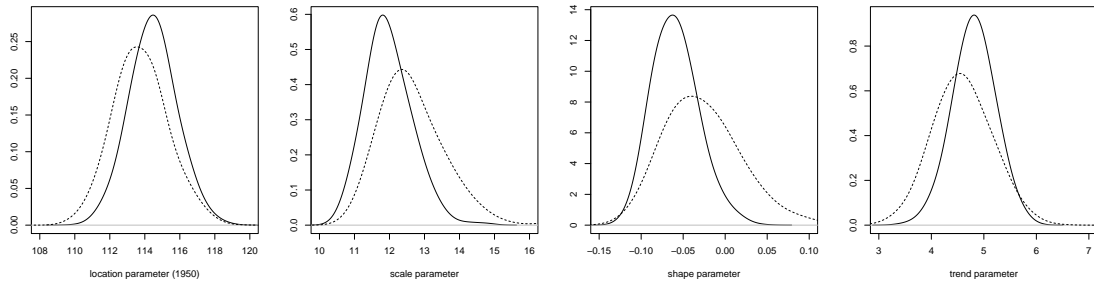 0.00 0.05 0.10 0.15 0.20 0.25
108 110 112 114 116 118 120
location parameter (1950)
0.0 0.1 0.2 0.3 0.4 0.5 0.6
10 11 12 13 14 15 16
scale parameter
0 2 4 6 8 10 12 14
−0.15 −0.10 −0.05 0.00 0.05 0.10
shape parameter
0.0 0.2 0.4 0.6 0.8
3 4 5 6 7
trend parameter